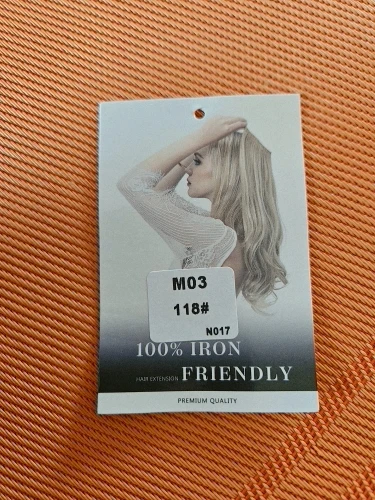 M03
118#
N017
100% IRON
HAIR EXTENSION FRIENDLY
PREMIUM QUALITY